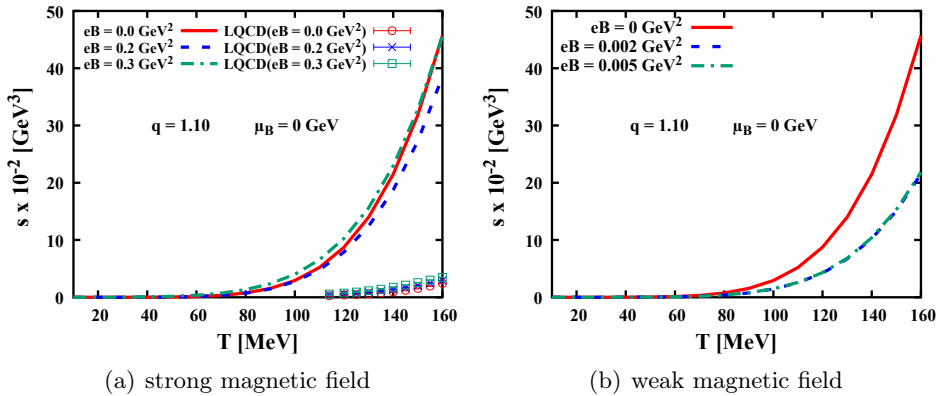 eB = 0.0 GeV² LQCD(eB = 0.0 GeV²)
eB = 0.2 GeV² LQCD(eB = 0.2 GeV²)
eB = 0.3 GeV² LQCD(eB = 0.3 GeV²)
q = 1.10 μB = 0 GeV
s x 10⁻² [GeV³]
50
40
30
20
10
0
20 40 60 80 100 120 140 160
T [MeV]
(a) strong magnetic field
eB = 0 GeV²
eB = 0.002 GeV²
eB = 0.005 GeV²
q = 1.10 μB = 0 GeV
s x 10⁻² [GeV³]
50
40
30
20
10
0
20 40 60 80 100 120 140 160
T [MeV]
(b) weak magnetic field